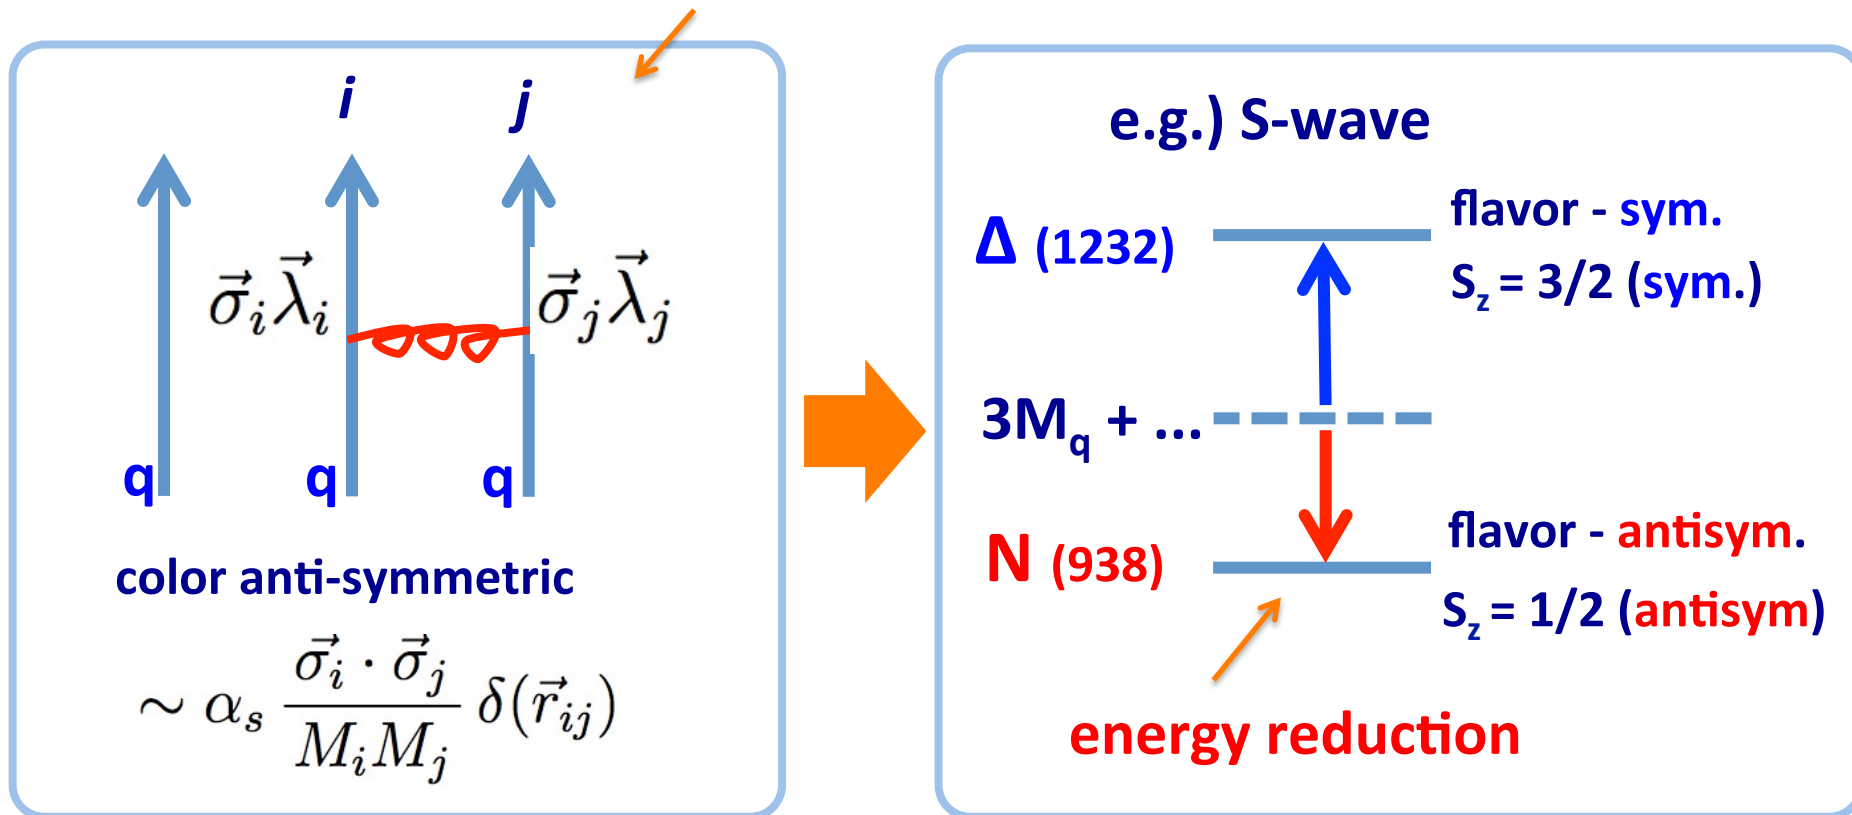 i j
σ⃗ᵢλ⃗ᵢ σ⃗ⱼλ⃗ⱼ
q q q
color anti-symmetric
∼ αₛ (σ⃗ᵢ · σ⃗ⱼ)/(MᵢMⱼ) δ(r⃗ᵢⱼ)
e.g.) S-wave
Δ (1232)
flavor - sym.
S_z = 3/2 (sym.)
3M_q + ...
N (938)
flavor - antisym.
S_z = 1/2 (antisym)
energy reduction